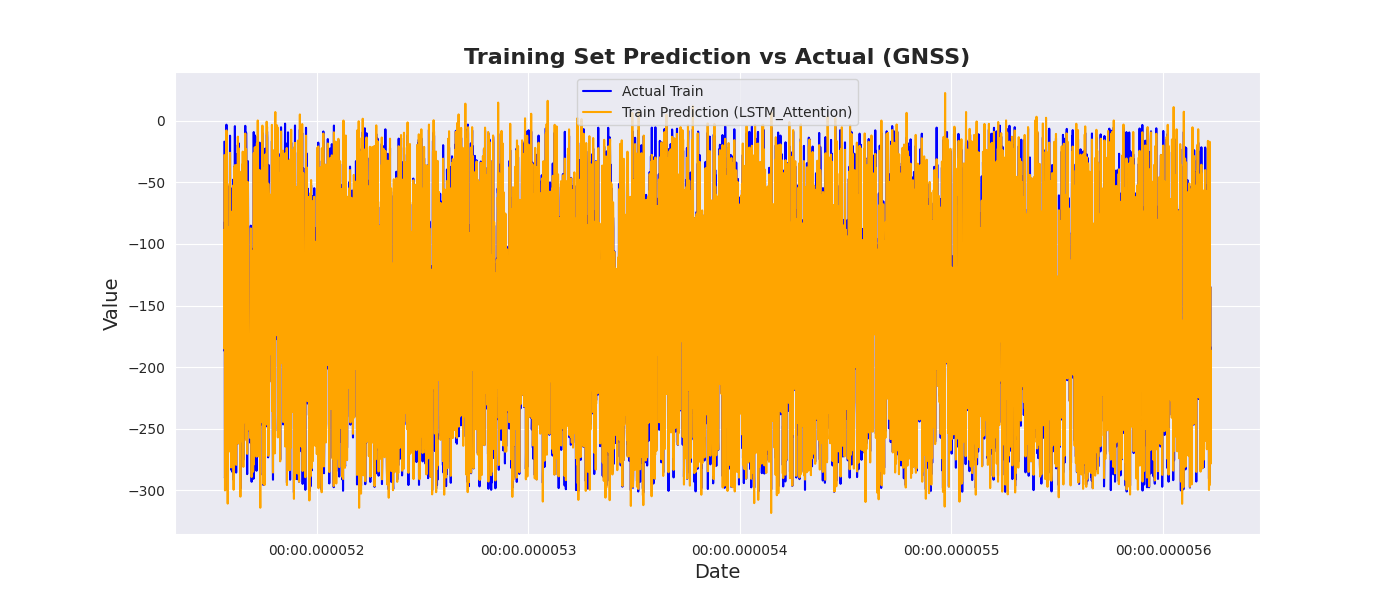 Training Set Prediction vs Actual (GNSS)
Actual Train
Train Prediction (LSTM_Attention)
Value
0
−50
−100
−150
−200
−250
−300
00:00.000052 00:00.000053 00:00.000054 00:00.000055 00:00.000056
Date